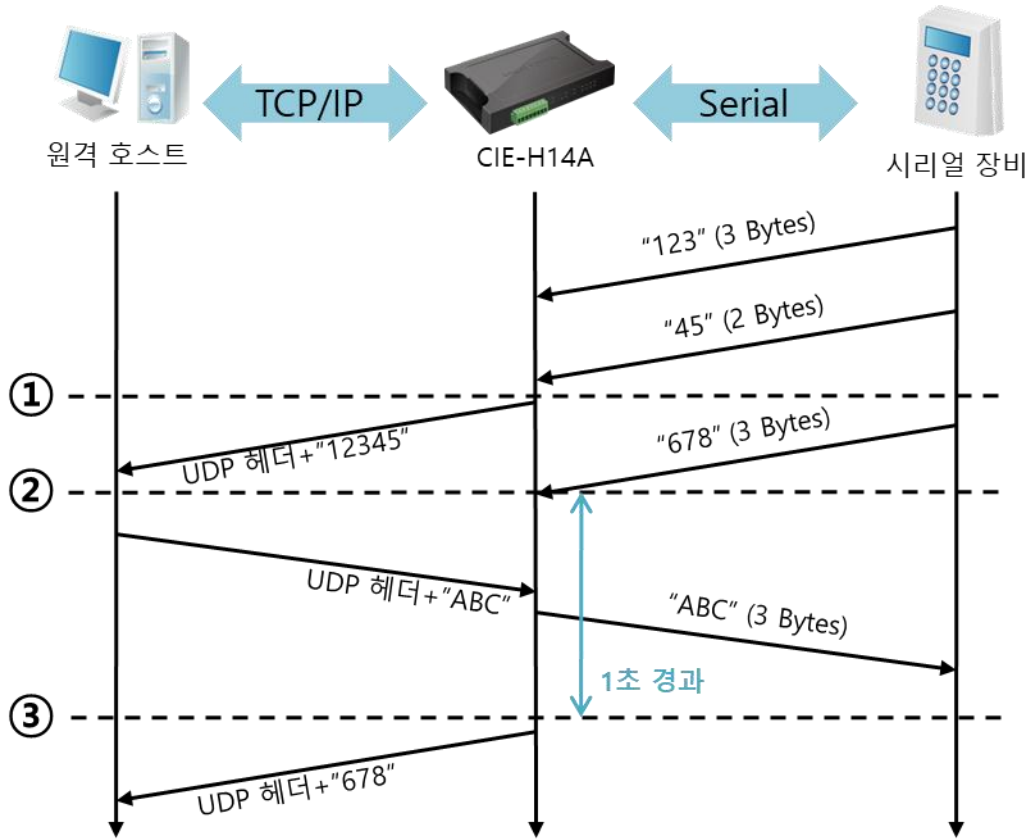 TCP/IP
Serial
원격 호스트
CIE-H14A
시리얼 장비
“123” (3 Bytes)
“45” (2 Bytes)
①
UDP 헤더+”12345”
“678” (3 Bytes)
②
UDP 헤더+”ABC”
“ABC” (3 Bytes)
1초 경과
③
UDP 헤더+”678”